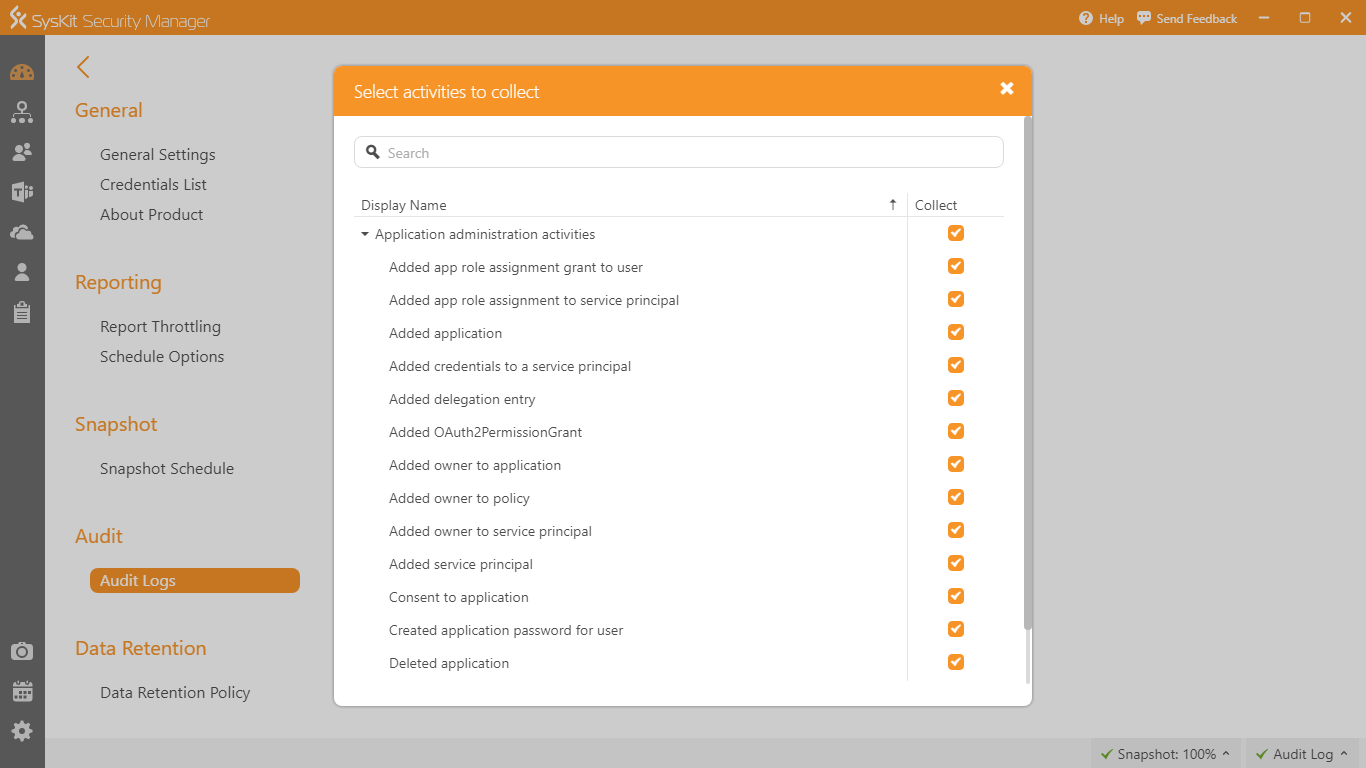 SysKit Security Manager
Help
Send Feedback
General
General Settings
Credentials List
About Product
Reporting
Report Throttling
Schedule Options
Snapshot
Snapshot Schedule
Audit
Audit Logs
Data Retention
Data Retention Policy
Select activities to collect
Search
Display Name Collect
Application administration activities
Added app role assignment grant to user
Added app role assignment to service principal
Added application
Added credentials to a service principal
Added delegation entry
Added OAuth2PermissionGrant
Added owner to application
Added owner to policy
Added owner to service principal
Added service principal
Consent to application
Created application password for user
Deleted application
Snapshot: 100%
Audit Log